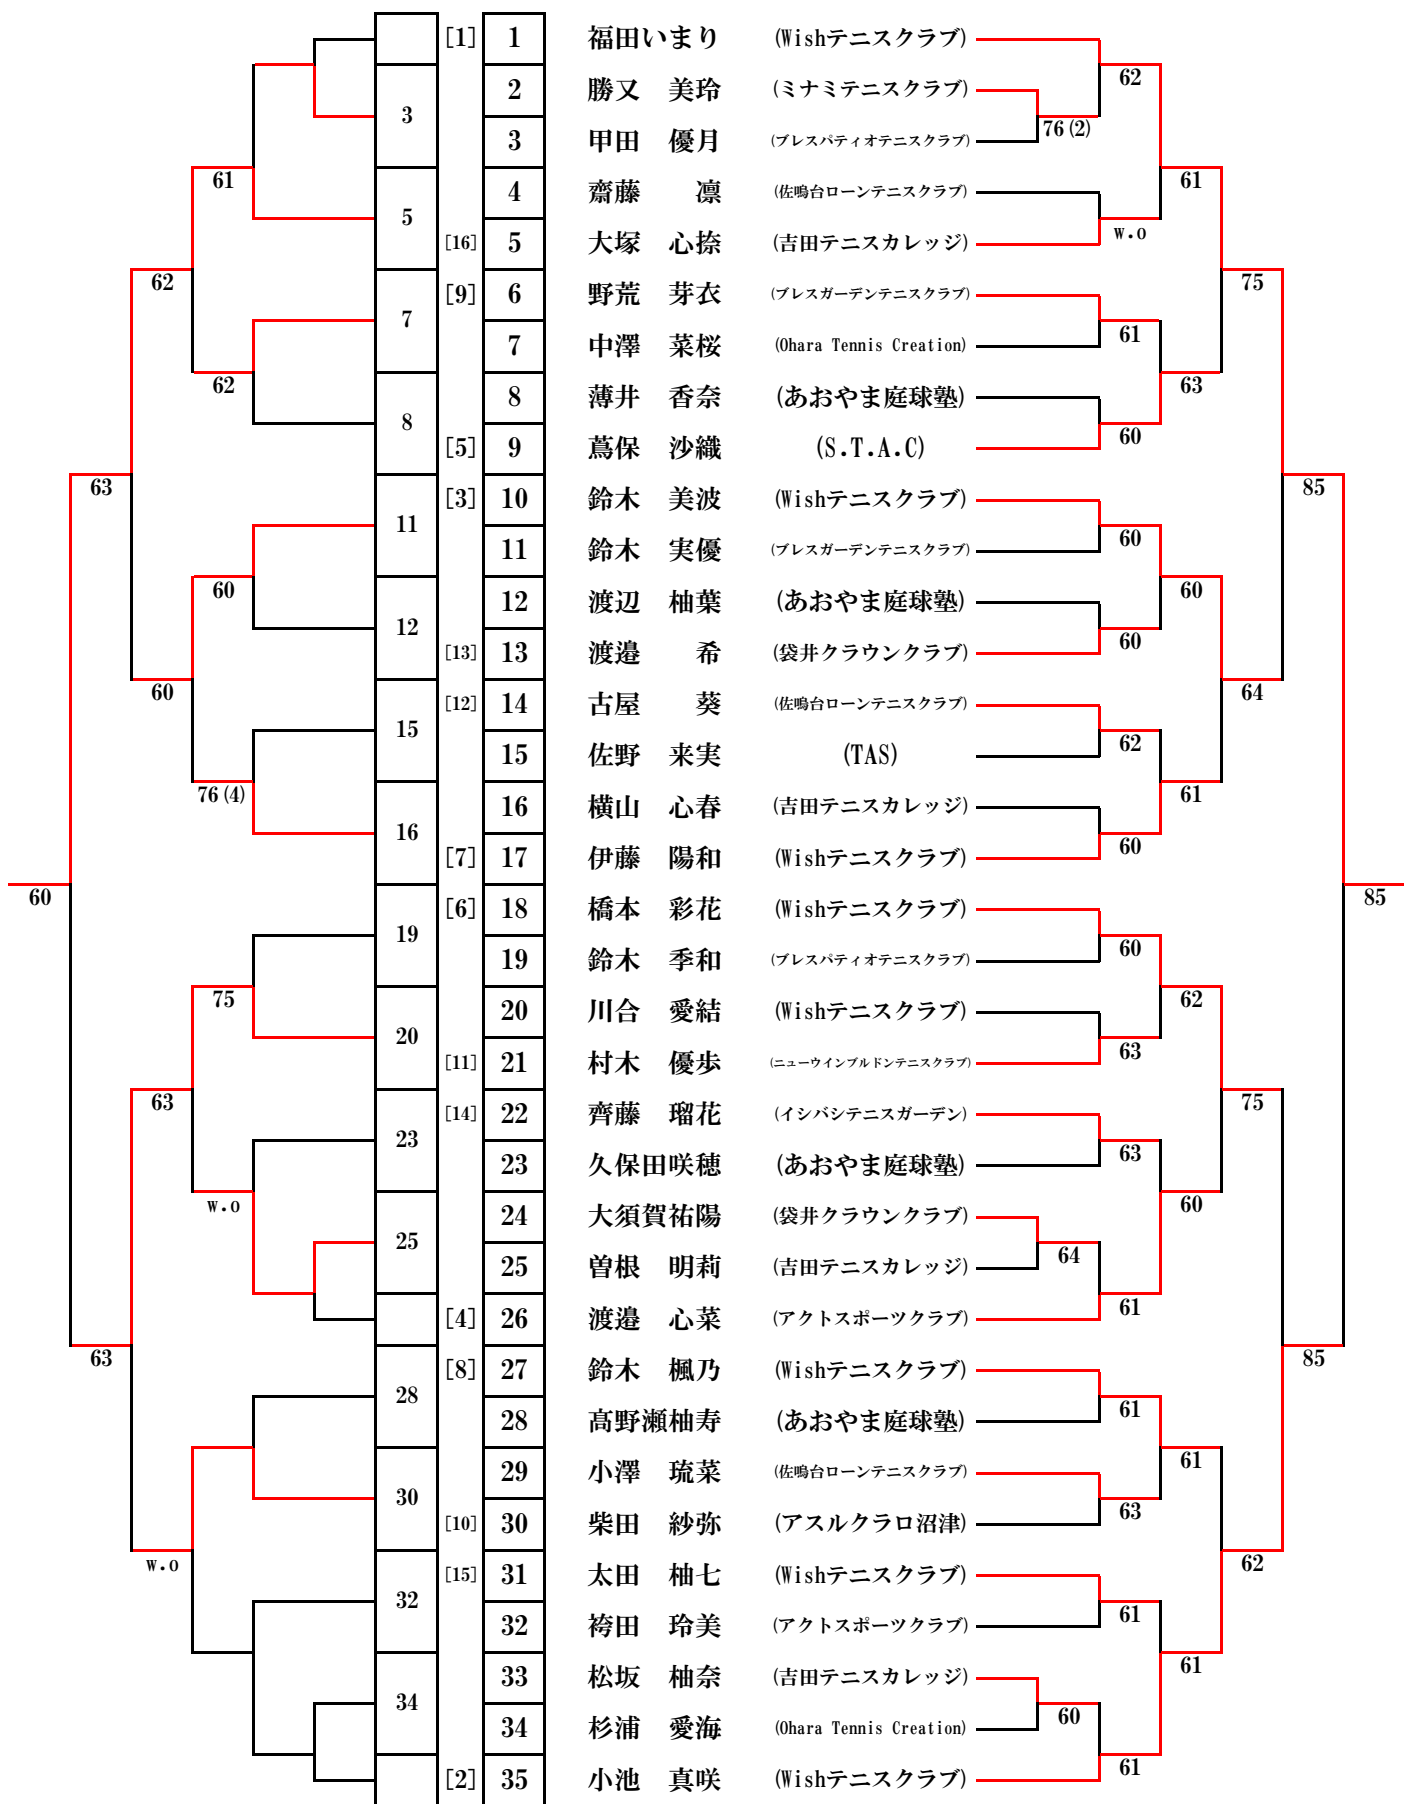 [1] 1 福田いまり (Wishテニスクラブ)
62
2 勝又 美玲 (ミナミテニスクラブ)
3 76(2)
3 甲田 優月 (ブレスパティオテニスクラブ)
61 4 齋藤 凛 (佐鳴台ローンテニスクラブ) 61
5 w.o
[16] 5 大塚 心捺 (吉田テニスカレッジ)
62 [9] 6 野荒 芽衣 (ブレスガーデンテニスクラブ) 75
7 61
7 中澤 菜桜 (Ohara Tennis Creation)
62 8 薄井 香奈 (あおやま庭球塾) 63
8 60
[5] 9 蔦保 沙織 (S.T.A.C)
63 [3] 10 鈴木 美波 (Wishテニスクラブ) 85
11 60
11 鈴木 実優 (ブレスガーデンテニスクラブ)
60 12 渡辺 柚葉 (あおやま庭球塾) 60
12 60
[13] 13 渡邉 希 (袋井クラウンクラブ)
60 [12] 14 古屋 葵 (佐鳴台ローンテニスクラブ) 64
15 62
15 佐野 来実 (TAS)
76(4) 16 横山 心春 (吉田テニスカレッジ) 61
16 60
[7] 17 伊藤 陽和 (Wishテニスクラブ)
60 [6] 18 橋本 彩花 (Wishテニスクラブ) 85
19 60
19 鈴木 季和 (ブレスパティオテニスクラブ)
75 20 川合 愛結 (Wishテニスクラブ) 62
20 63
[11] 21 村木 優歩 (ニューウインブルドンテニスクラブ)
63 [14] 22 齊藤 瑠花 (イシバシテニスガーデン) 75
23 63
23 久保田咲穂 (あおやま庭球塾)
w.o 24 大須賀祐陽 (袋井クラウンクラブ) 60
25 64
25 曽根 明莉 (吉田テニスカレッジ)
[4] 26 渡邉 心菜 (アクトスポーツクラブ) 61
63 [8] 27 鈴木 楓乃 (Wishテニスクラブ) 85
28 61
28 高野瀬柚寿 (あおやま庭球塾)
29 小澤 琉菜 (佐鳴台ローンテニスクラブ) 61
30 63
[10] 30 柴田 紗弥 (アスルクラロ沼津)
w.o [15] 31 太田 柚七 (Wishテニスクラブ) 62
32 61
32 袴田 玲美 (アクトスポーツクラブ)
33 松坂 柚奈 (吉田テニスカレッジ) 61
34 60
34 杉浦 愛海 (Ohara Tennis Creation)
[2] 35 小池 真咲 (Wishテニスクラブ) 61